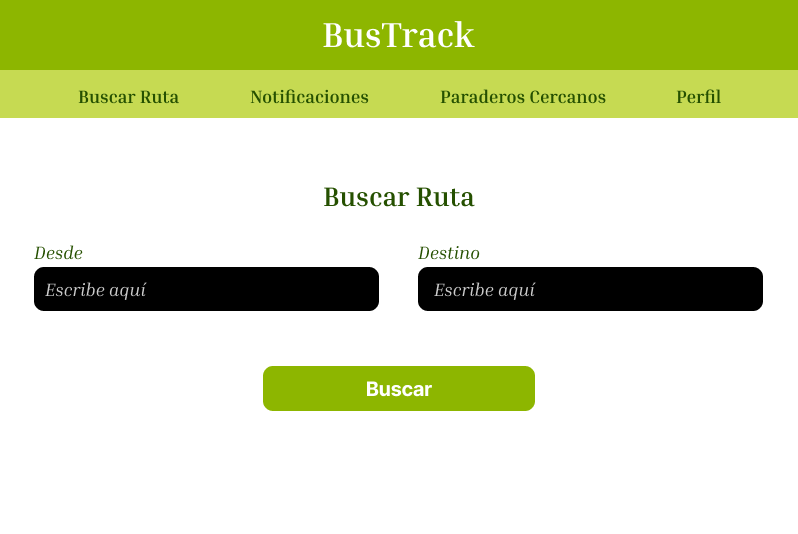 BusTrack
Buscar Ruta Notificaciones Paraderos Cercanos Perfil
Buscar Ruta
Desde Destino
Escribe aquí Escribe aquí
Buscar